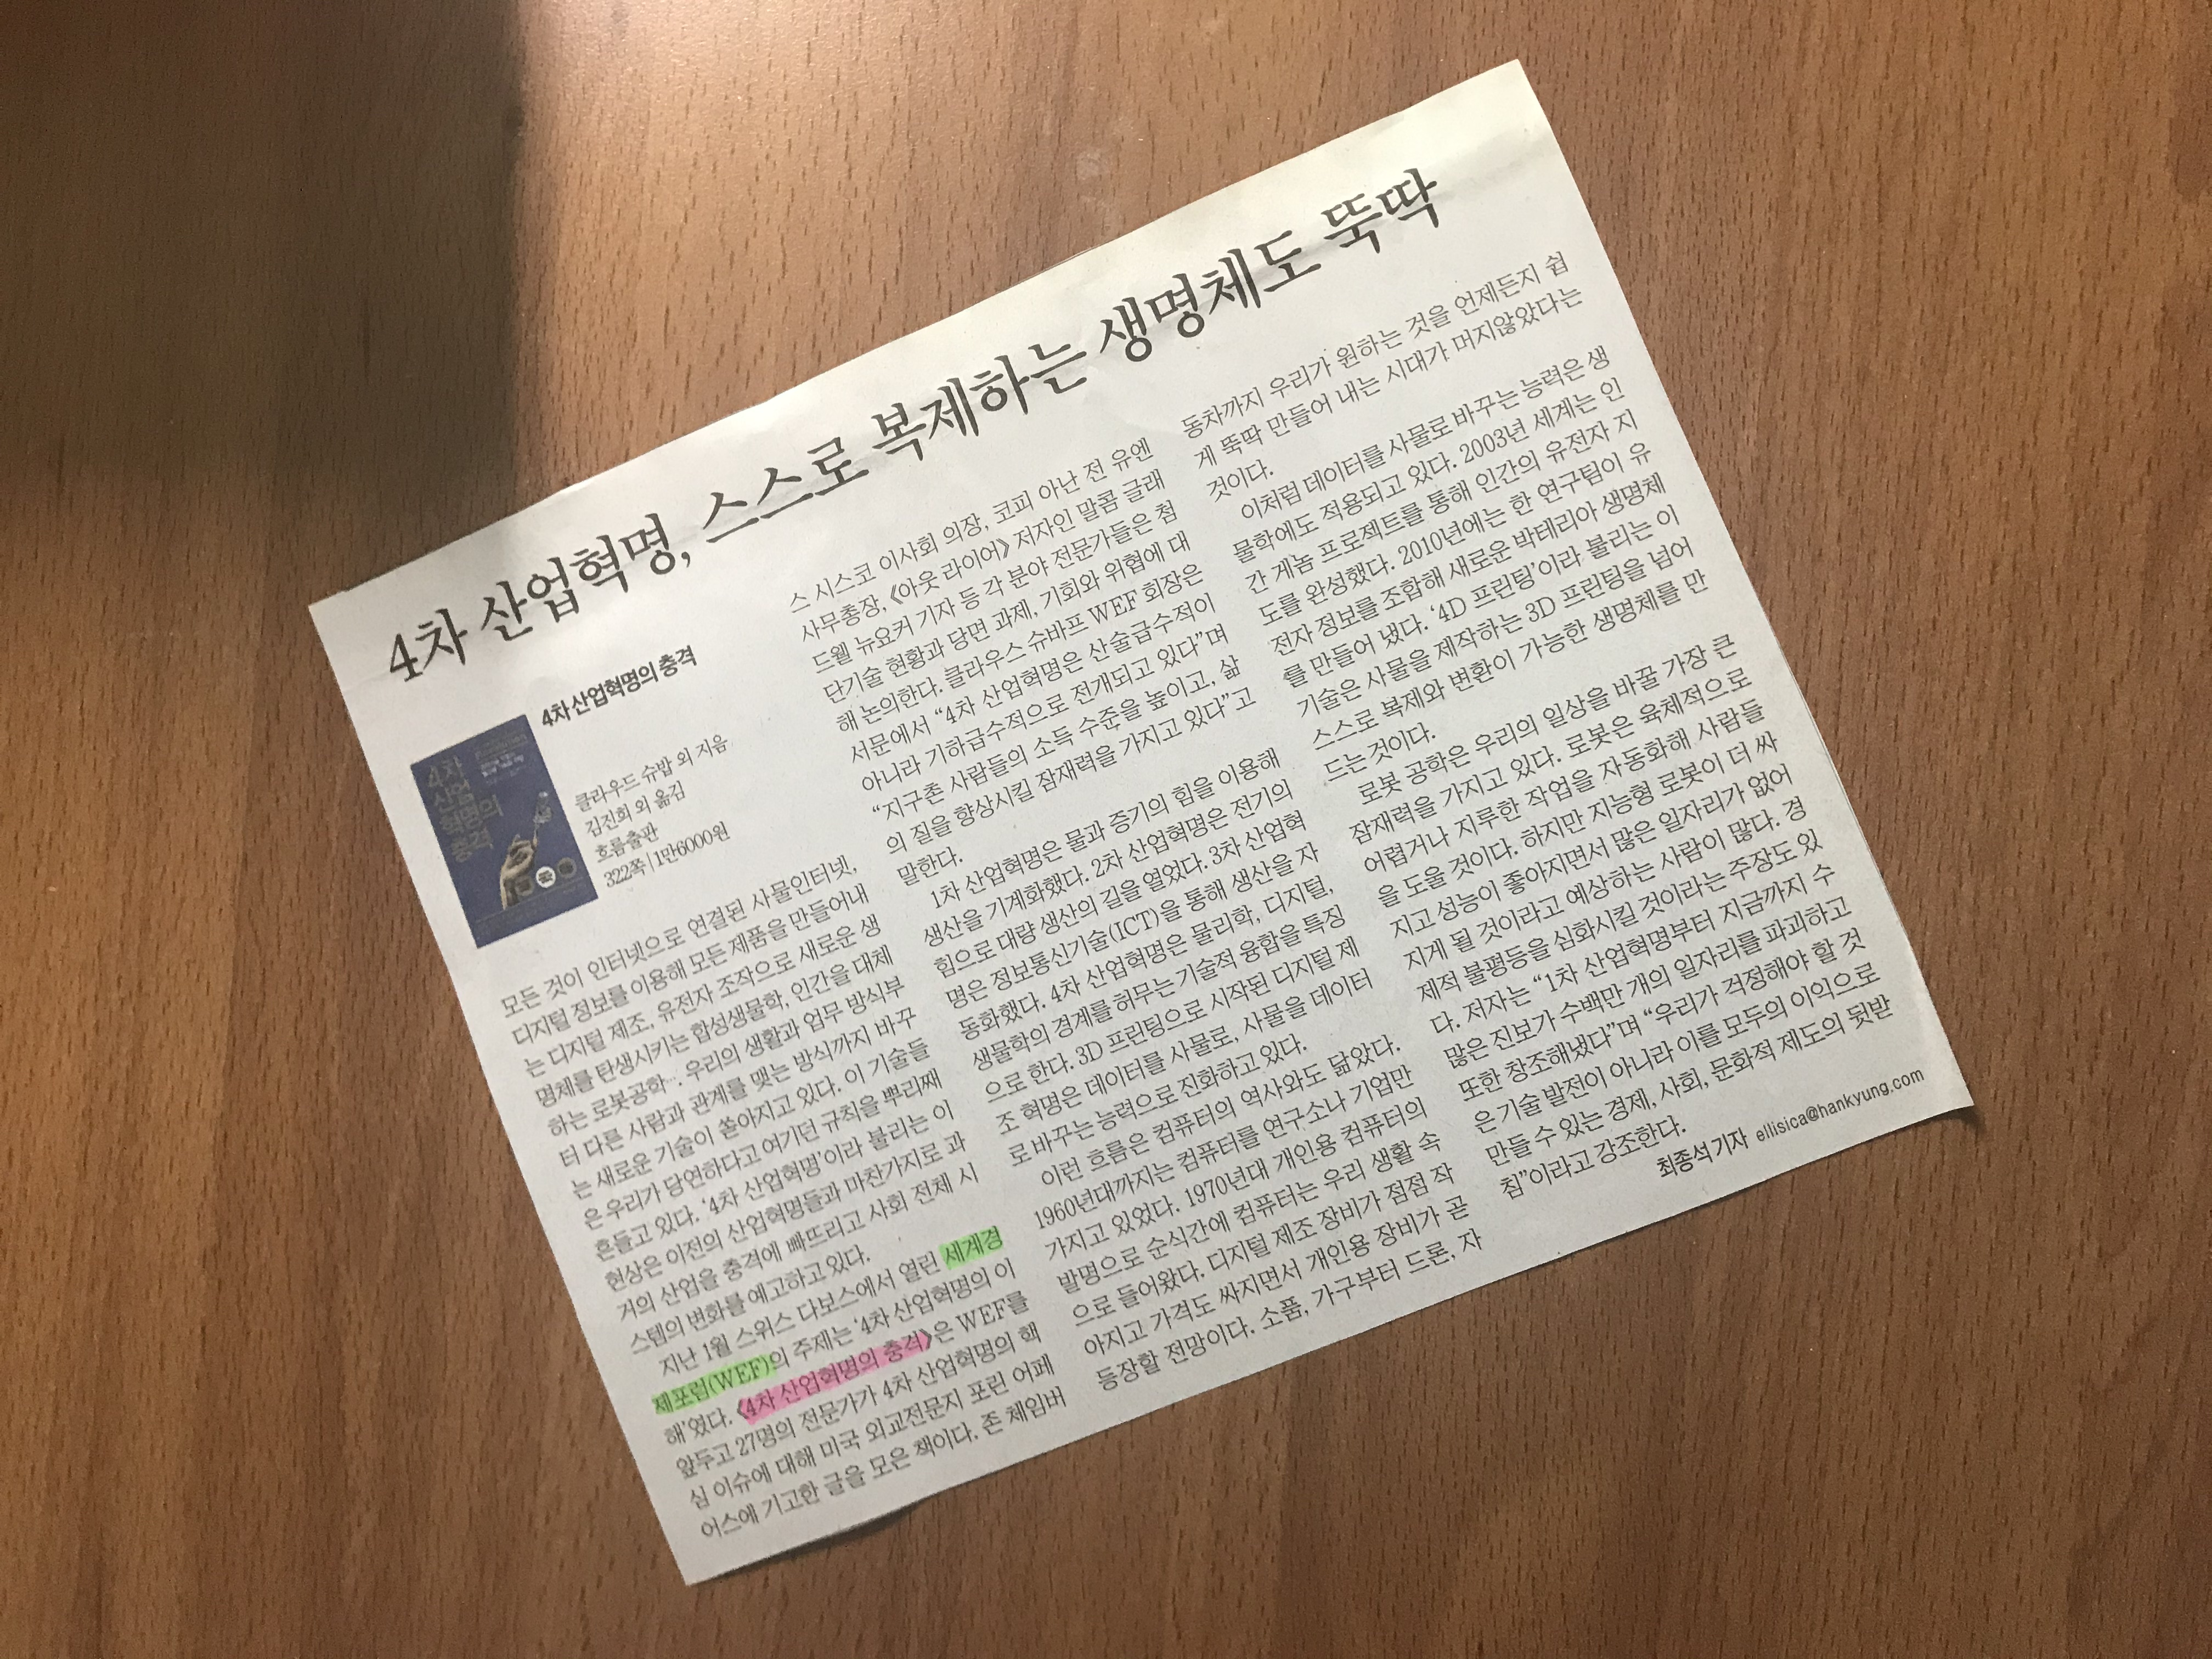 4차 산업혁명, 스스로 복제하는 생명체도 뚝딱
4차 산업혁명의 충격
클라우드 슈밥 외 지음
김진희 외 옮김
흐름출판
322쪽 | 1만6000원
4차
산업
혁명의
충격
모든 것이 인터넷으로 연결된 사물인터넷,
디지털 정보를 이용해 모든 제품을 만들어내
는 디지털 제조, 유전자 조작으로 새로운 생
명체를 탄생시키는 합성생물학, 인간을 대체
하는 로봇공학…. 우리의 생활과 업무 방식부
터 다른 사람과 관계를 맺는 방식까지 바꾸
는 새로운 기술이 쏟아지고 있다. 이 기술들
은 우리가 당연하다고 여기던 규칙을 뿌리째
흔들고 있다. ‘4차 산업혁명’이라 불리는 이
현상은 이전의 산업혁명들과 마찬가지로 과
거의 산업을 충격에 빠뜨리고 사회 전체 시
스템의 변화를 예고하고 있다.
지난 1월 스위스 다보스에서 열린 세계경
제포럼(WEF)의 주제는 ‘4차 산업혁명의 이
해’였다. 《4차 산업혁명의 충격》은 WEF를
앞두고 27명의 전문가가 4차 산업혁명의 핵
심 이슈에 대해 미국 외교전문지 포린 어페
어스에 기고한 글을 모은 책이다. 존 체임버
스 시스코 이사회 의장, 코피 아난 전 유엔
사무총장, 《아웃 라이어》 저자인 말콤 글래
드웰 뉴요커 기자 등 각 분야 전문가들은 첨
단기술 현황과 당면 과제, 기회와 위험에 대
해 논의한다. 클라우스 슈바프 WEF 회장은
서문에서 “4차 산업혁명은 산술급수적이
아니라 기하급수적으로 전개되고 있다”며
“지구촌 사람들의 소득 수준을 높이고, 삶
의 질을 향상시킬 잠재력을 가지고 있다”고
말한다.
1차 산업혁명은 물과 증기의 힘을 이용해
생산을 기계화했다. 2차 산업혁명은 전기의
힘으로 대량 생산의 길을 열었다. 3차 산업혁
명은 정보통신기술(ICT)을 통해 생산을 자
동화했다. 4차 산업혁명은 물리학, 디지털,
생물학의 경계를 허무는 기술적 융합을 특징
으로 한다. 3D 프린팅으로 시작된 디지털 제
조 혁명은 데이터를 사물로, 사물을 데이터
로 바꾸는 능력으로 진화하고 있다.
이런 흐름은 컴퓨터의 역사와도 닮았다.
1960년대까지는 컴퓨터를 연구소나 기업만
가지고 있었다. 1970년대 개인용 컴퓨터의
발명으로 순식간에 컴퓨터는 우리 생활 속
으로 들어왔다. 디지털 제조 장비가 점점 작
아지고 가격도 싸지면서 개인용 장비가 곧
등장할 전망이다. 소품, 가구부터 드론, 자
동차까지 우리가 원하는 것을 언제든지 쉽
게 뚝딱 만들어 내는 시대가 머지않았다는
것이다.
이처럼 데이터를 사물로 바꾸는 능력은 생
물학에도 적용되고 있다. 2003년 세계는 인
간 게놈 프로젝트를 통해 인간의 유전자 지
도를 완성했다. 2010년에는 한 연구팀이 유
전자 정보를 조합해 새로운 박테리아 생명체
를 만들어 냈다. ‘4D 프린팅’이라 불리는 이
기술은 사물을 제작하는 3D 프린팅을 넘어
스스로 복제와 변환이 가능한 생명체를 만
드는 것이다.
로봇 공학은 우리의 일상을 바꿀 가장 큰
잠재력을 가지고 있다. 로봇은 육체적으로
어렵거나 지루한 작업을 자동화해 사람들
을 도울 것이다. 하지만 지능형 로봇이 더 싸
지고 성능이 좋아지면서 많은 일자리가 없어
지게 될 것이라고 예상하는 사람이 많다. 경
제적 불평등을 심화시킬 것이라는 주장도 있
다. 저자는 “1차 산업혁명부터 지금까지 수
많은 진보가 수백만 개의 일자리를 파괴하고
또한 창조해냈다”며 “우리가 걱정해야 할 것
은 기술 발전이 아니라 이를 모두의 이익으로
만들 수 있는 경제, 사회, 문화적 제도의 뒷받
침”이라고 강조한다.
최종석 기자 ellisica@hankyung.com